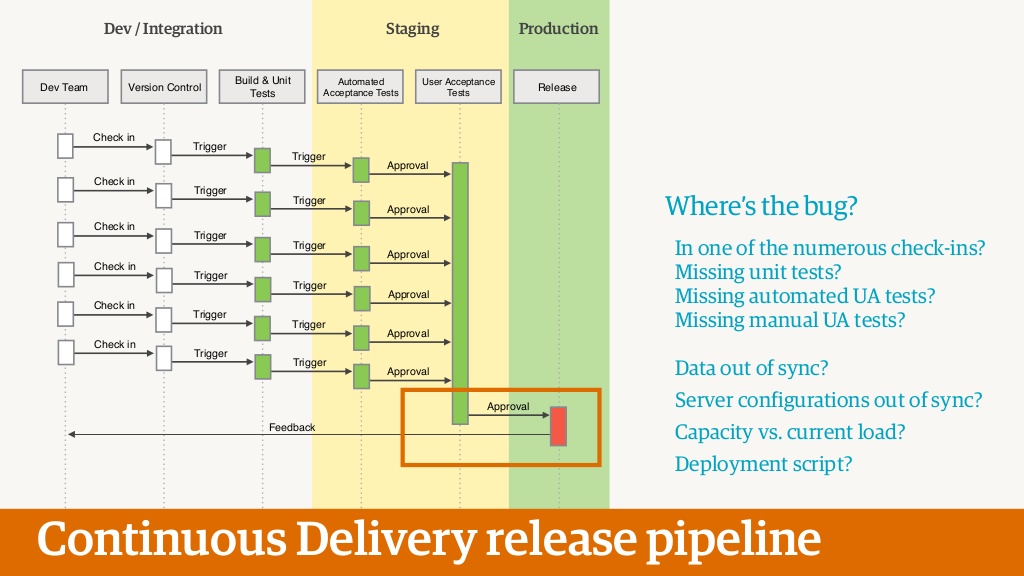 Dev / Integration
Staging
Production
Dev Team
Version Control
Build & Unit
Tests
Automated
Acceptance Tests
User Acceptance
Tests
Release
Check in
Trigger
Trigger
Approval
Check in
Trigger
Trigger
Approval
Check in
Trigger
Trigger
Approval
Check in
Trigger
Trigger
Approval
Check in
Trigger
Trigger
Approval
Check in
Trigger
Trigger
Approval
Approval
Feedback
Where's the bug?
In one of the numerous check-ins?
Missing unit tests?
Missing automated UA tests?
Missing manual UA tests?
Data out of sync?
Server configurations out of sync?
Capacity vs. current load?
Deployment script?
Continuous Delivery release pipeline